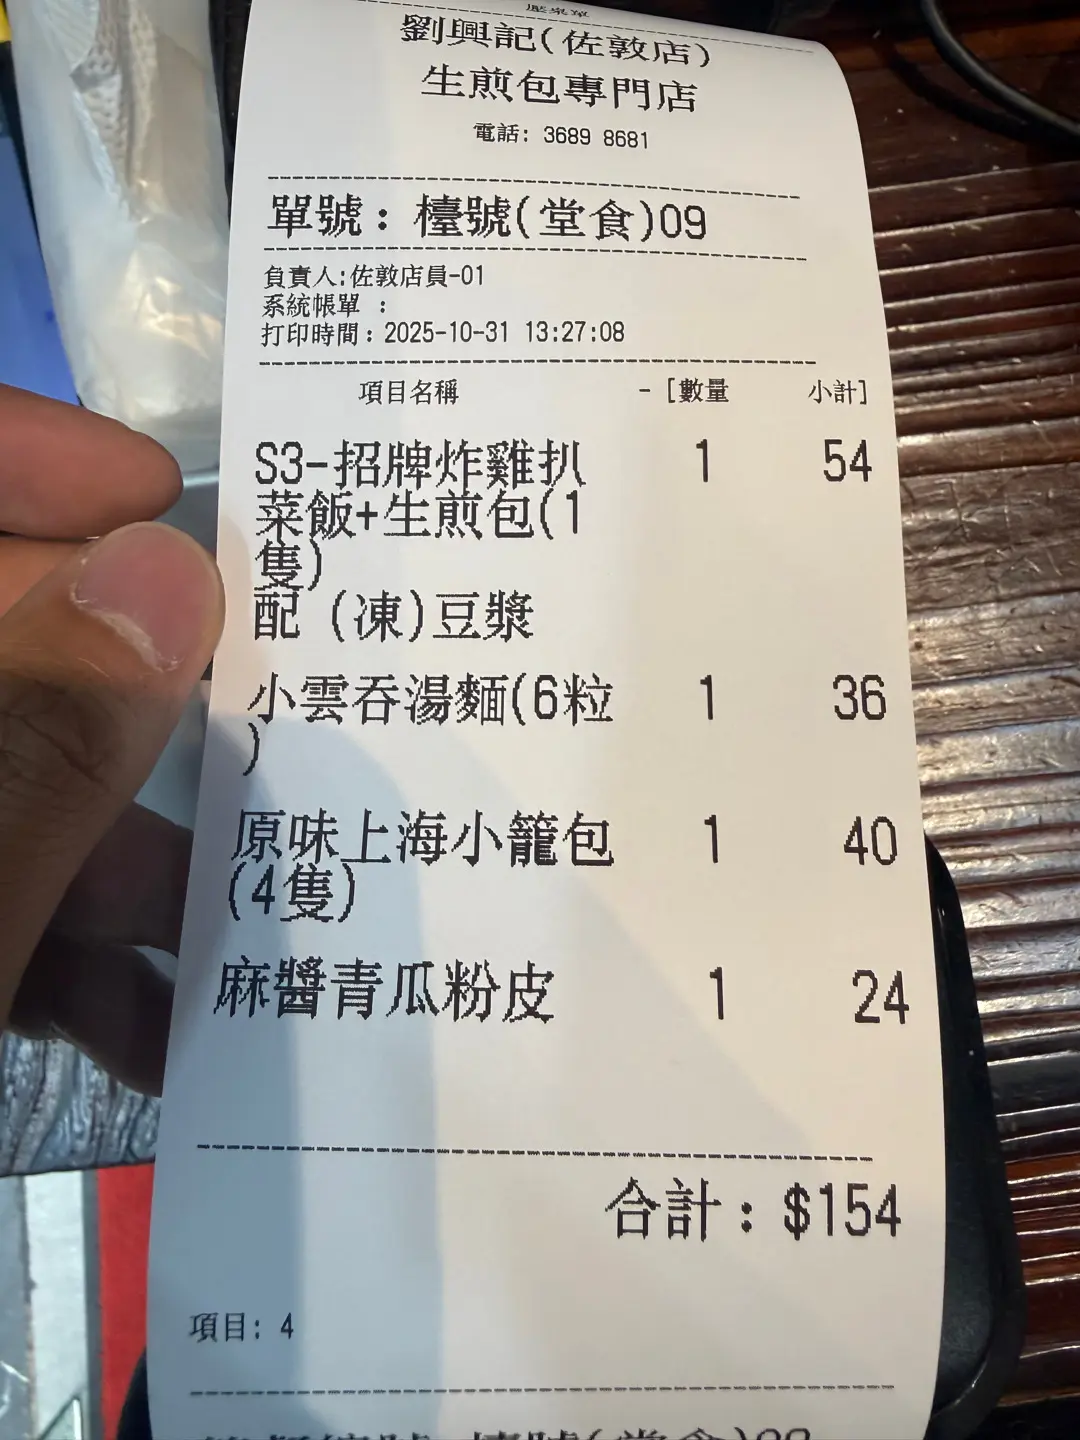 劉興記(佐敦店)
生煎包專門店
電話: 3689 8681
單號: 檯號(堂食)09
負責人:佐敦店員-01
系統帳單 :
打印時間: 2025-10-31 13:27:08
項目名稱 - [數量 小計]
S3-招牌炸雞扒 1 54
菜飯+生煎包(1
隻)
配 (凍)豆漿
小雲吞湯麵(6粒 1 36
)
原味上海小籠包 1 40
(4隻)
麻醬青瓜粉皮 1 24
合計: $154
項目: 4